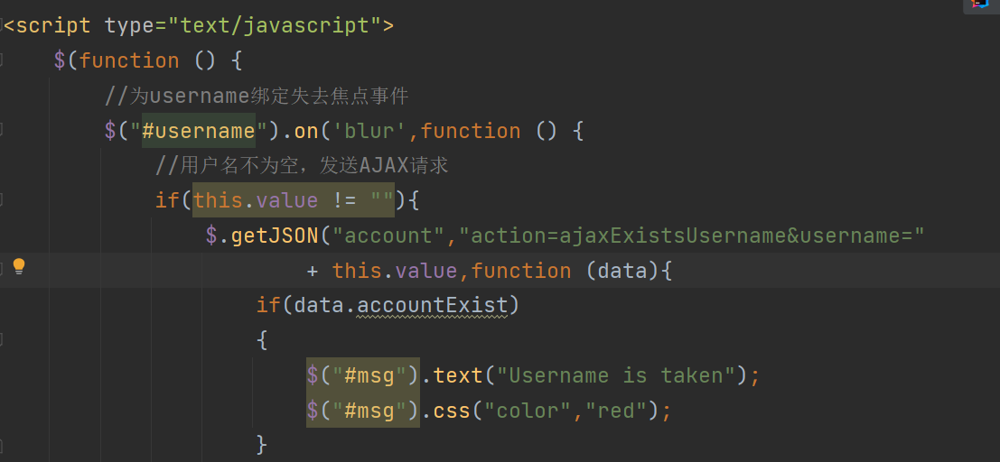 <script type="text/javascript">
$(function () {
//为username绑定失去焦点事件
$("#username").on('blur',function () {
//用户名不为空，发送AJAX请求
if(this.value != ""){
$.getJSON("account","action=ajaxExistsUsername&username="
+ this.value,function (data){
if(data.accountExist)
{
$("#msg").text("Username is taken");
$("#msg").css("color","red");
}